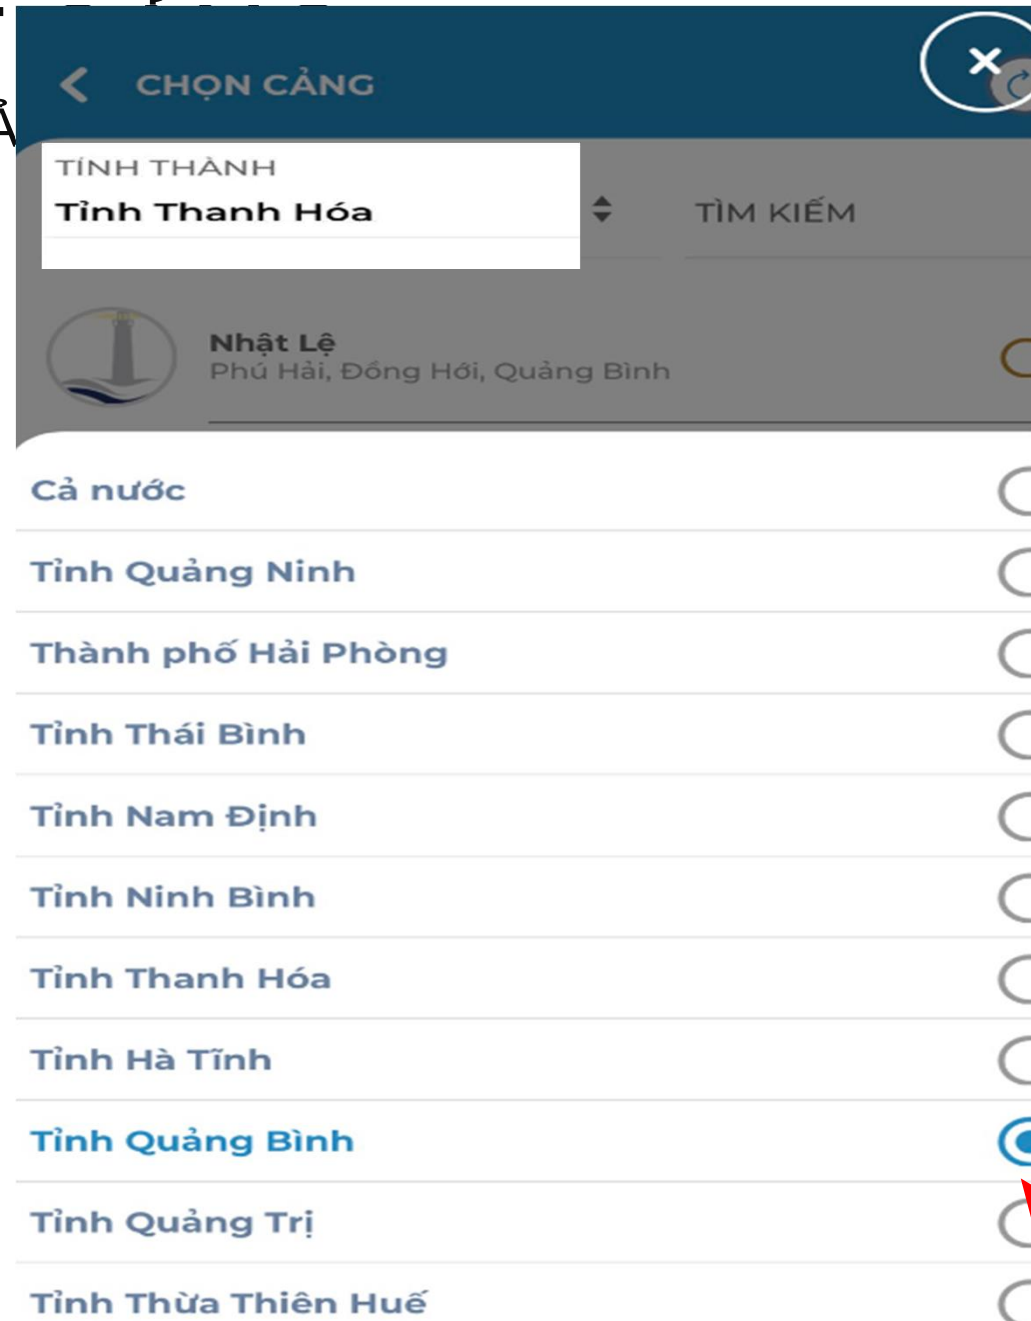 CHỌN CẢNG
TỈNH THÀNH
Tỉnh Thanh Hóa
TÌM KIẾM
Nhật Lệ
Phú Hải, Đồng Hới, Quảng Bình
Cả nước
Tỉnh Quảng Ninh
Thành phố Hải Phòng
Tỉnh Thái Bình
Tỉnh Nam Định
Tỉnh Ninh Bình
Tỉnh Thanh Hóa
Tỉnh Hà Tĩnh
Tỉnh Quảng Bình
Tỉnh Quảng Trị
Tỉnh Thừa Thiên Huế